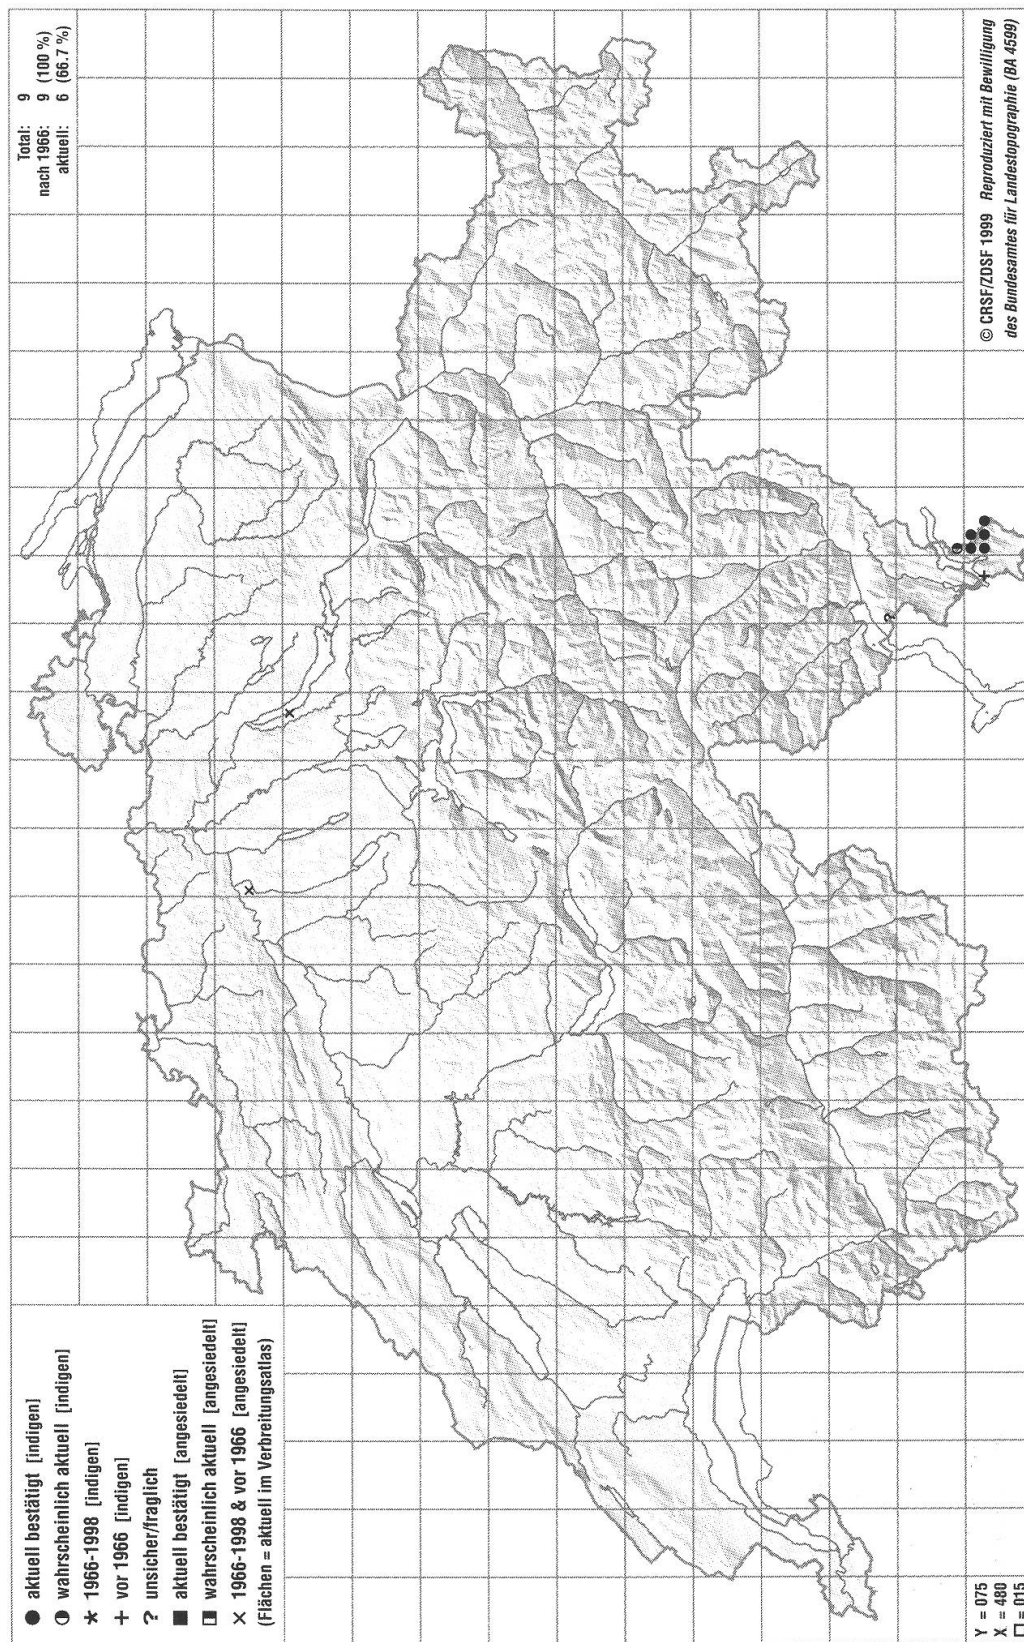 ● aktuell bestätigt [indigen]
◑ wahrscheinlich aktuell [indigen]
★ 1966-1998 [indigen]
+ vor 1966 [indigen]
? unsicher/fraglich
■ aktuell bestätigt [angesiedelt]
◨ wahrscheinlich aktuell [angesiedelt]
× 1966-1998 & vor 1966 [angesiedelt]
(Flächen = aktuell im Verbreitungsatlas)
Total: 9
nach 1966: 9 (100 %)
aktuell: 6 (66.7 %)
?
Y = 075
X = 480
□ = 015
© CRSF/ZDSF 1999 Reproduziert mit Bewilligung
des Bundesamtes für Landestopographie (BA 4599)